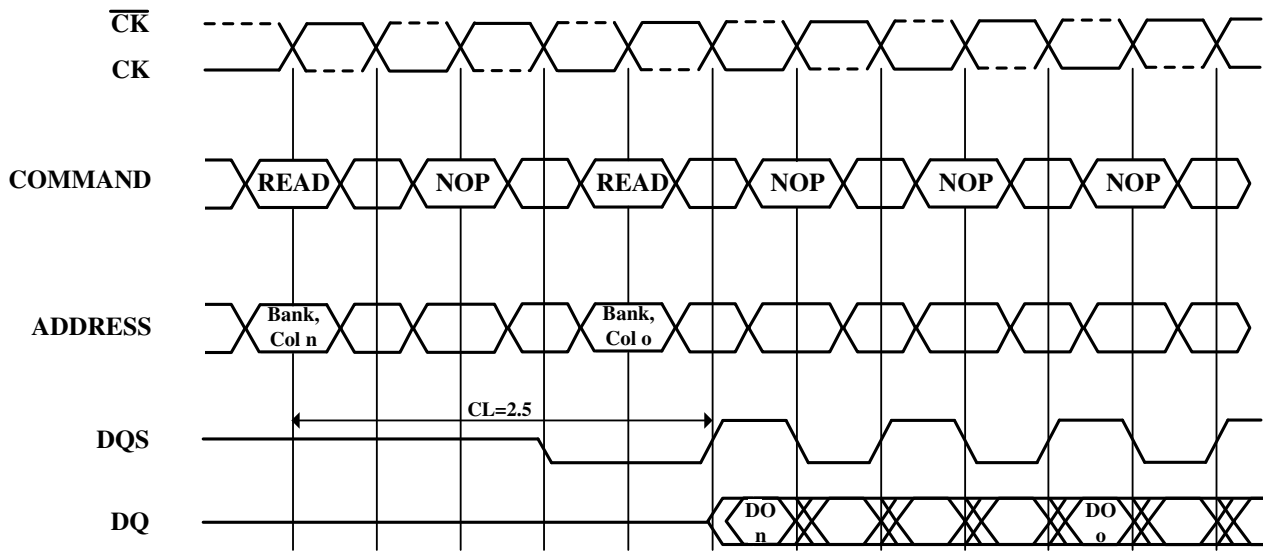 CK
CK
COMMAND READ NOP READ NOP NOP NOP
ADDRESS
Bank,
Col n
Bank,
Col o
CL=2.5
DQS
DQ
DO
n
DO
o